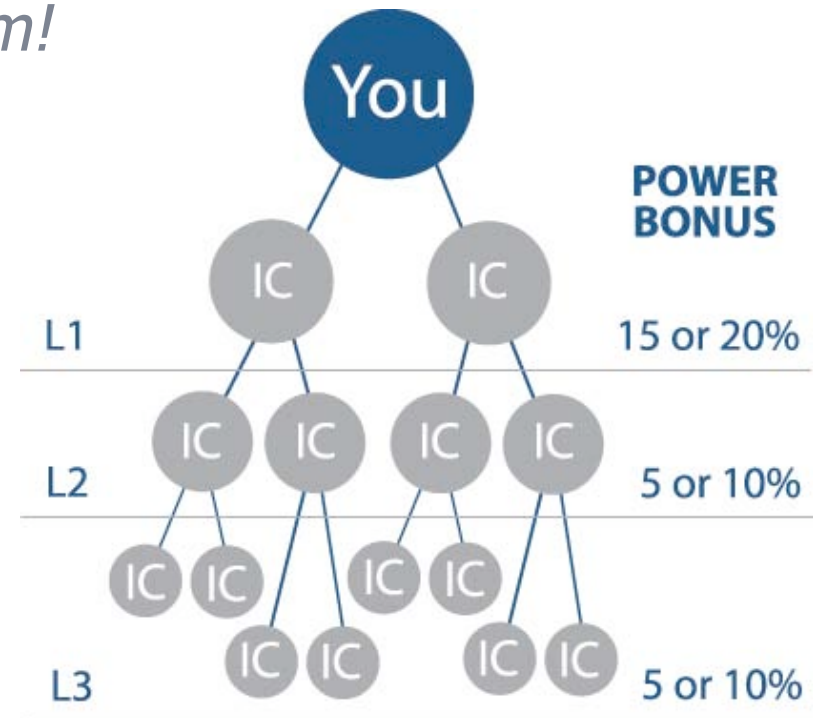 m!
You
POWER
BONUS
IC IC
L1 15 or 20%
IC IC IC IC
L2 5 or 10%
IC IC IC IC
IC IC IC IC
L3 5 or 10%